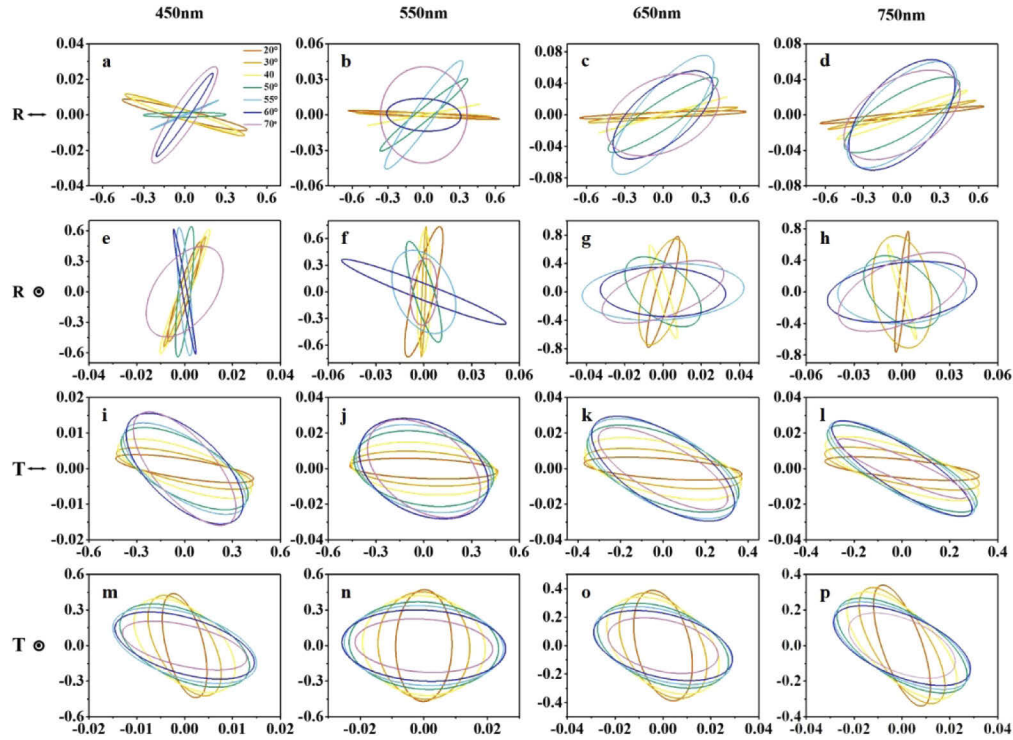 450nm 550nm 650nm 750nm
0.04 0.06 0.08 0.08
a b c d
20°
30°
40
50°
55°
60°
70°
0.02 0.03 0.04 0.04
R ↔ 0.00 0.00 0.00 0.00
-0.02 -0.03 -0.04 -0.04
-0.04 -0.06 -0.08 -0.08
-0.6 -0.3 0.0 0.3 0.6 -0.6 -0.3 0.0 0.3 0.6 -0.6 -0.3 0.0 0.3 0.6 -0.6 -0.3 0.0 0.3 0.6
e f g h
0.6 0.6 0.8 0.8
0.3 0.3 0.4 0.4
R ⊙ 0.0 0.0 0.0 0.0
-0.3 -0.3 -0.4 -0.4
-0.6 -0.6 -0.8 -0.8
-0.04 -0.02 0.00 0.02 0.04 -0.06 -0.03 0.00 0.03 0.06 -0.04 -0.02 0.00 0.02 0.04 -0.06 -0.03 0.00 0.03 0.06
0.02 0.04 0.04 0.04
i j k l
0.01 0.02 0.02 0.02
T ↔ 0.00 0.00 0.00 0.00
-0.01 -0.02 -0.02 -0.02
-0.02 -0.04 -0.04 -0.04
-0.6 -0.3 0.0 0.3 0.6 -0.6 -0.3 0.0 0.3 0.6 -0.4 -0.2 0.0 0.2 0.4 -0.4 -0.2 0.0 0.2 0.4
0.6 0.6 0.4 0.4
m n o p
0.3 0.3 0.2 0.2
T ⊙ 0.0 0.0 0.0 0.0
-0.3 -0.3 -0.2 -0.2
-0.6 -0.6 -0.4 -0.4
-0.02 -0.01 0.00 0.01 0.02 -0.02 0.00 0.02 -0.04 -0.02 0.00 0.02 0.04 -0.04 -0.02 0.00 0.02 0.04